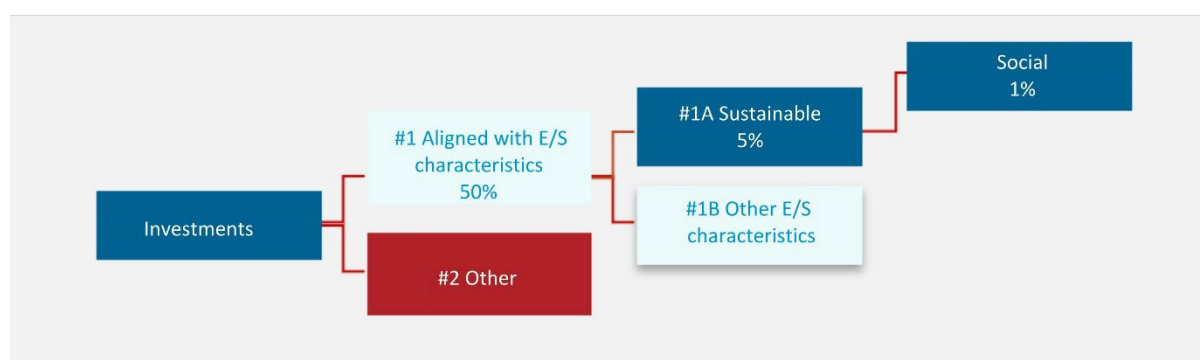 Social
1%
#1A Sustainable
5%
#1 Aligned with E/S
characteristics
50%
#1B Other E/S
characteristics
Investments
#2 Other